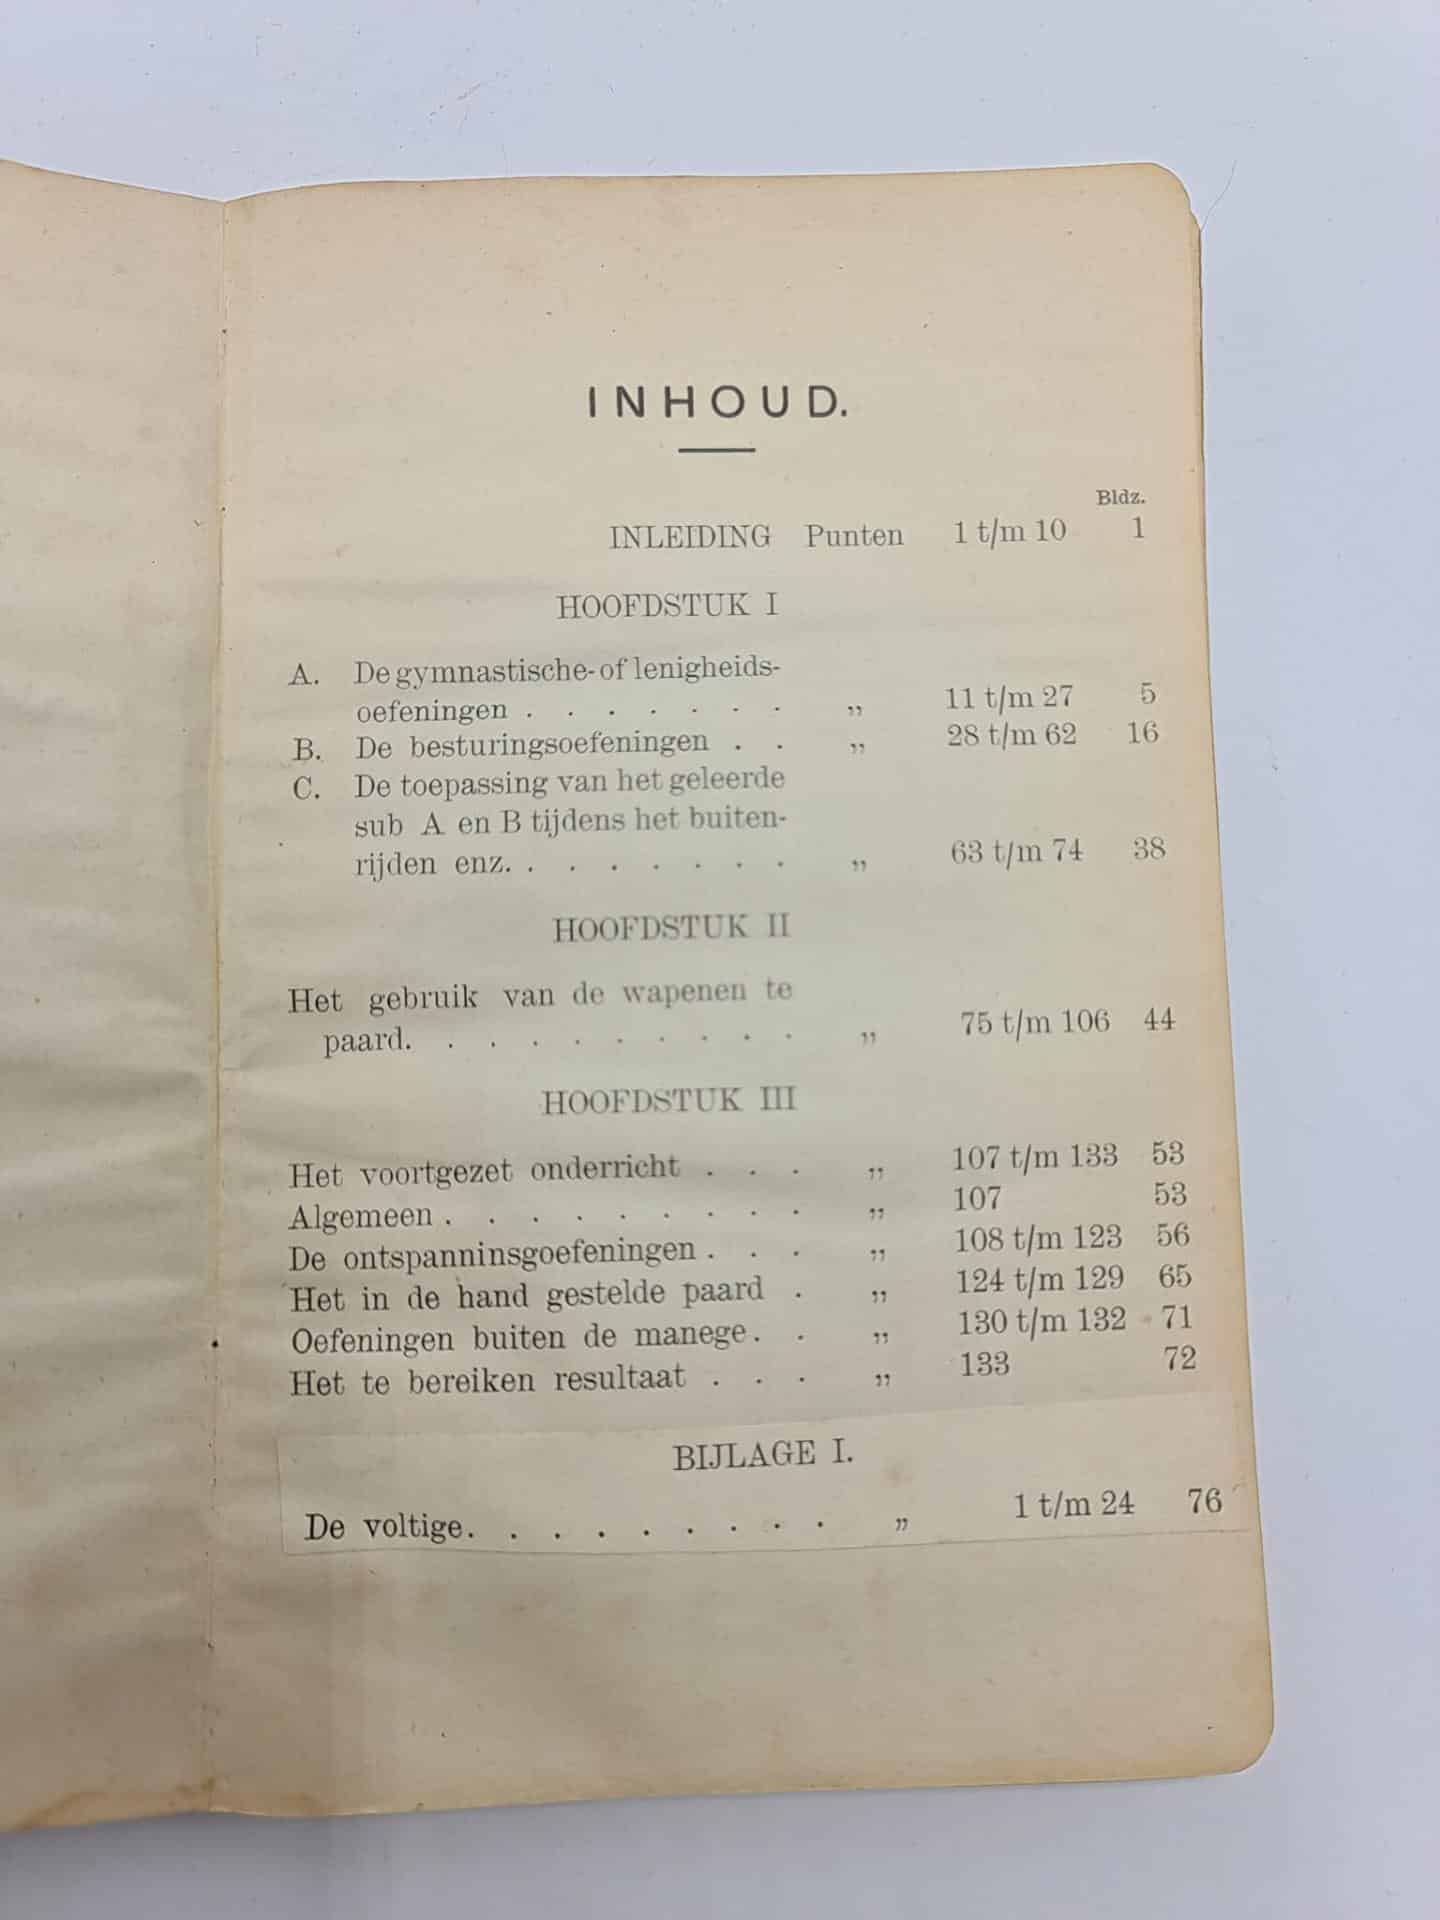 INHOUD.
Bldz.
INLEIDING Punten 1 t/m 10 1
HOOFDSTUK I
A. De gymnastische- of lenigheids-
oefeningen . . . . . . . „ 11 t/m 27 5
B. De besturingsoefeningen . . „ 28 t/m 62 16
C. De toepassing van het geleerde
sub A en B tijdens het buiten-
rijden enz. . . . . . . . „ 63 t/m 74 38
HOOFDSTUK II
Het gebruik van de wapenen te
paard. . . . . . . . . . „ 75 t/m 106 44
HOOFDSTUK III
Het voortgezet onderricht . . . „ 107 t/m 133 53
Algemeen . . . . . . . . . „ 107 53
De ontspanninsgoefeningen . . . „ 108 t/m 123 56
Het in de hand gestelde paard . „ 124 t/m 129 65
Oefeningen buiten de manege. . „ 130 t/m 132 71
Het te bereiken resultaat . . . „ 133 72
BIJLAGE I.
De voltige. . . . . . . . . „ 1 t/m 24 76